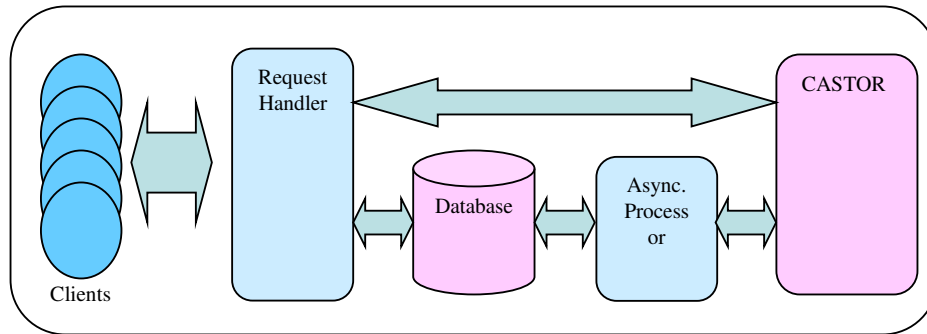 Request
Handler
CASTOR
Database
Async.
Process
or
Clients